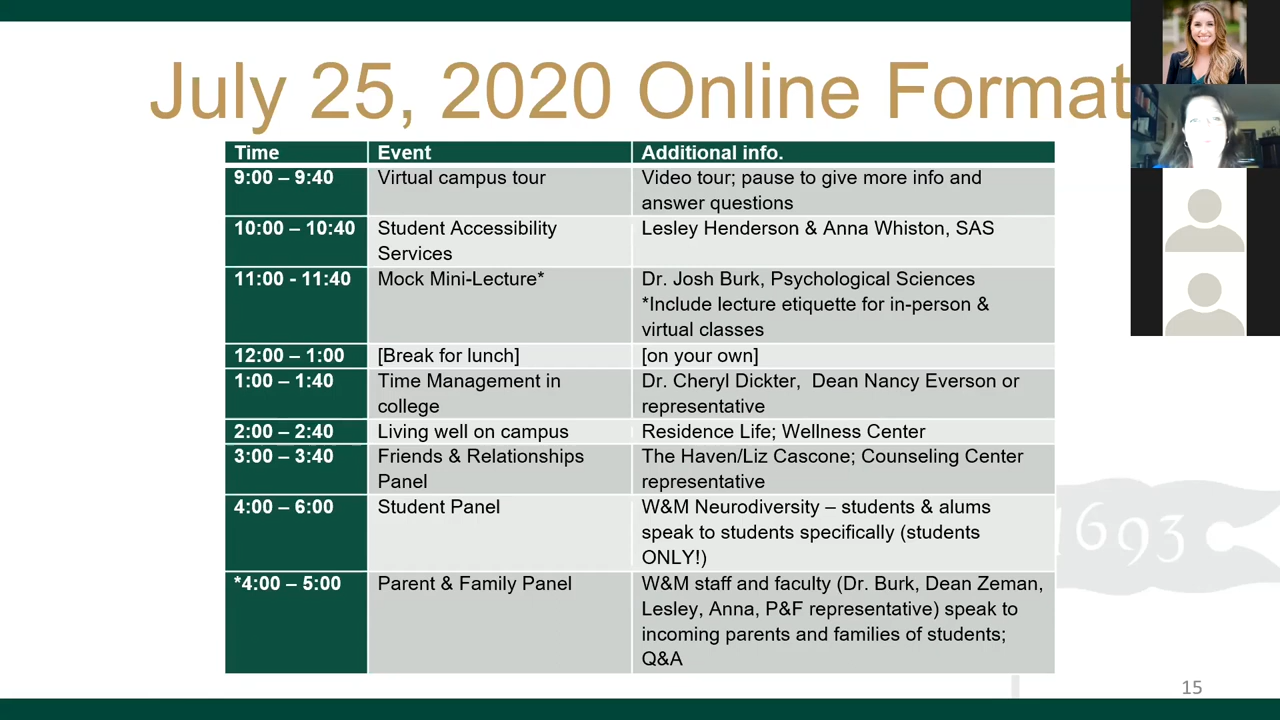 July 25, 2020 Online Format
Time Event Additional info.
9:00 – 9:40 Virtual campus tour Video tour; pause to give more info and
answer questions
10:00 – 10:40 Student Accessibility Lesley Henderson & Anna Whiston, SAS
Services
11:00 - 11:40 Mock Mini-Lecture* Dr. Josh Burk, Psychological Sciences
*Include lecture etiquette for in-person &
virtual classes
12:00 – 1:00 [Break for lunch] [on your own]
1:00 – 1:40 Time Management in Dr. Cheryl Dickter, Dean Nancy Everson or
college representative
2:00 – 2:40 Living well on campus Residence Life; Wellness Center
3:00 – 3:40 Friends & Relationships The Haven/Liz Cascone; Counseling Center
Panel representative
4:00 – 6:00 Student Panel W&M Neurodiversity – students & alums
speak to students specifically (students
ONLY!)
*4:00 – 5:00 Parent & Family Panel W&M staff and faculty (Dr. Burk, Dean Zeman,
Lesley, Anna, P&F representative) speak to
incoming parents and families of students;
Q&A
1693
15